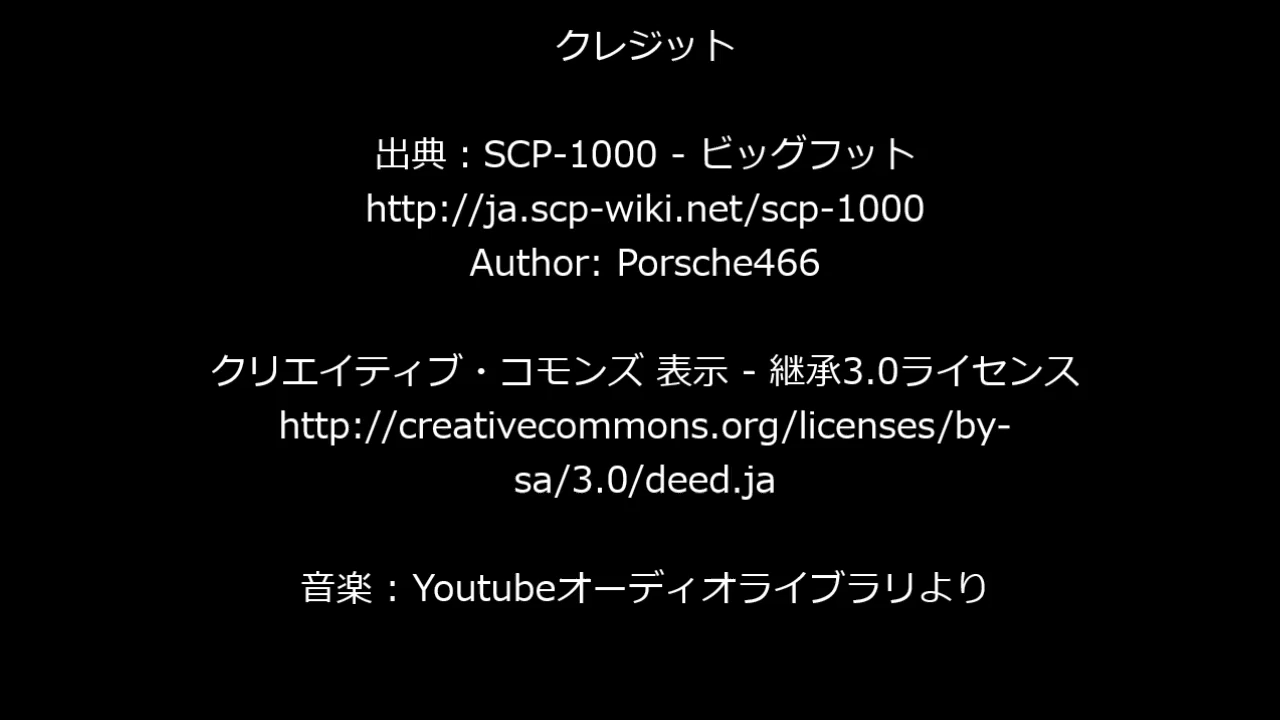 クレジット
出典：SCP-1000 - ビッグフット
http://ja.scp-wiki.net/scp-1000
Author: Porsche466
クリエイティブ・コモンズ 表示 - 継承3.0ライセンス
http://creativecommons.org/licenses/by-
sa/3.0/deed.ja
音楽：Youtubeオーディオライブラリより